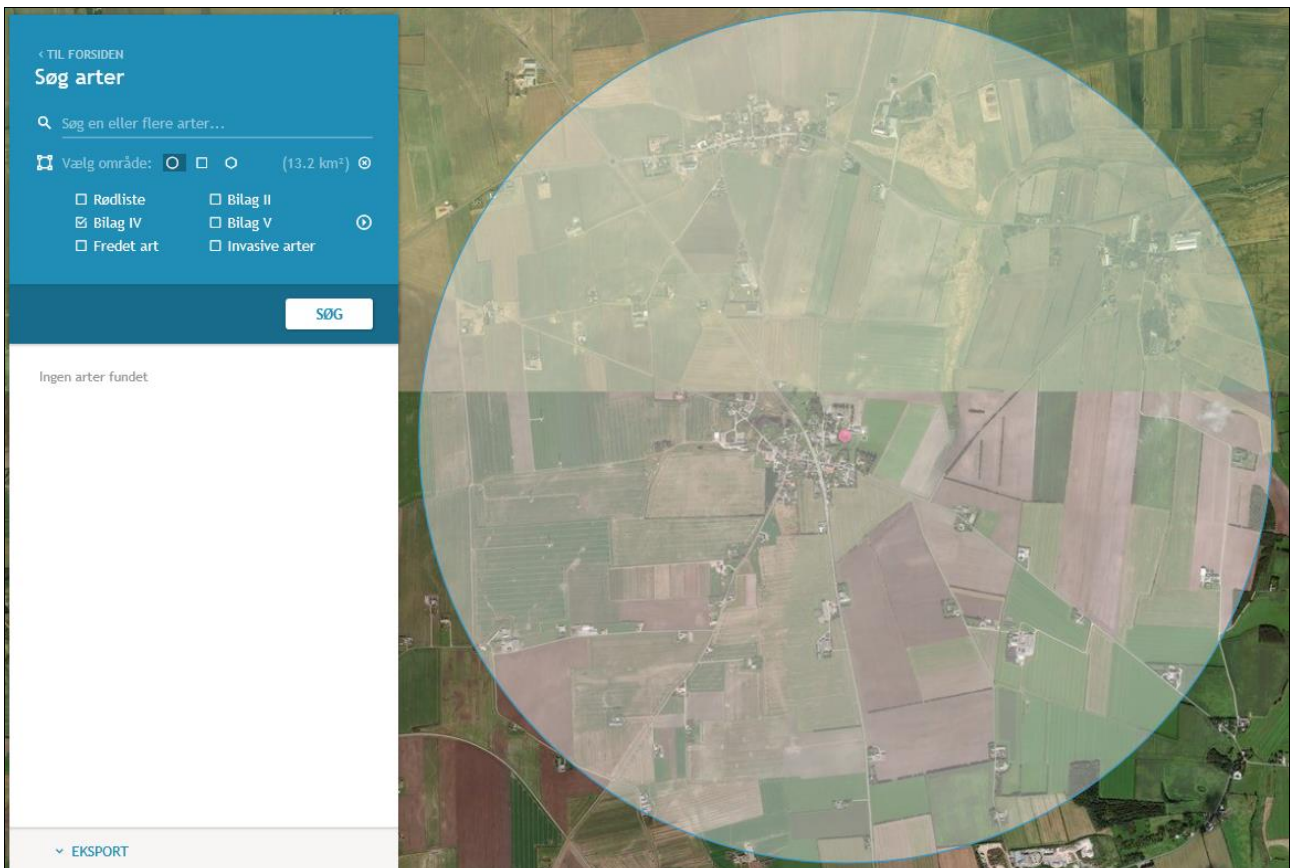 ‹ TIL FORSIDEN
Søg arter
Søg en eller flere arter...
Vælg område: (13.2 km²)
Rødliste Bilag II
Bilag IV Bilag V
Fredet art Invasive arter
SØG
Ingen arter fundet
EKSPORT